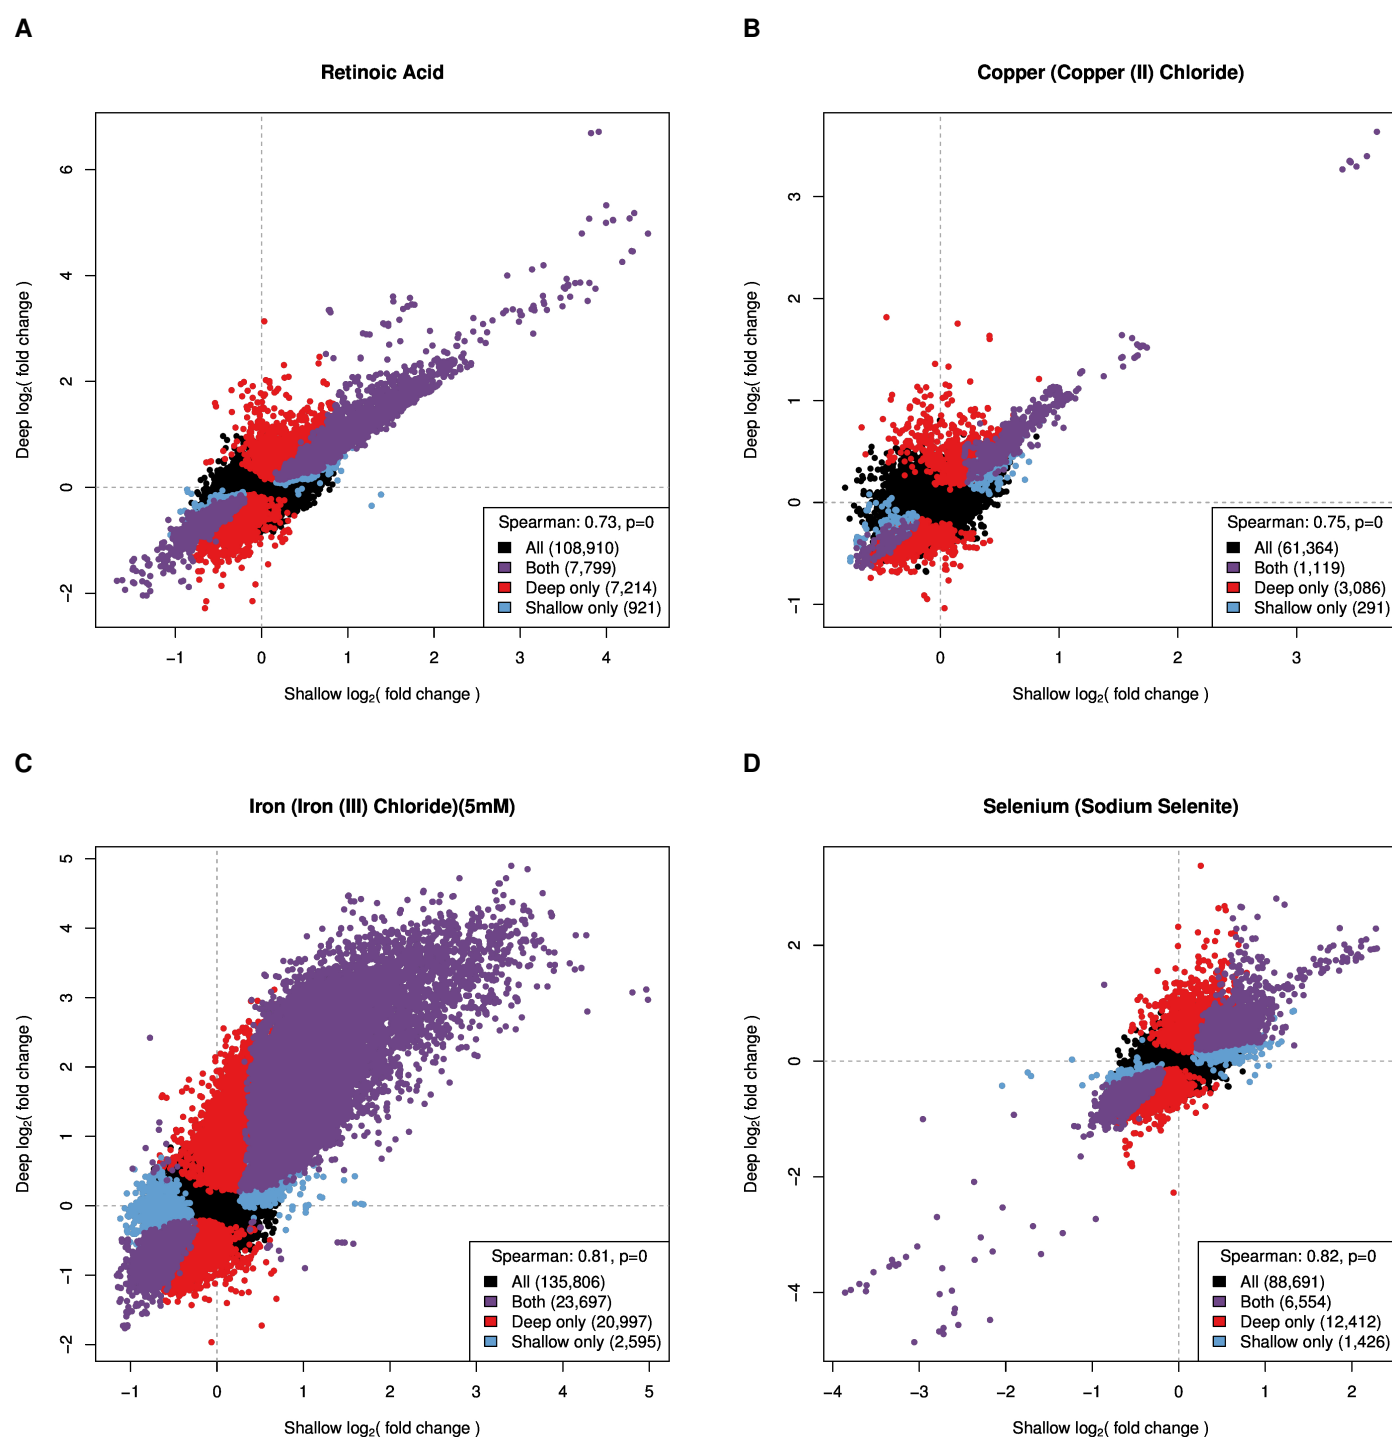 A
Retinoic Acid
Deep log2( fold change )
6
4
2
0
−2
Spearman: 0.73, p=0
All (108,910)
Both (7,799)
Deep only (7,214)
Shallow only (921)
−1 0 1 2 3 4
Shallow log2( fold change )
B
Copper (Copper (II) Chloride)
Deep log2( fold change )
3
2
1
0
−1
Spearman: 0.75, p=0
All (61,364)
Both (1,119)
Deep only (3,086)
Shallow only (291)
0 1 2 3
Shallow log2( fold change )
C
Iron (Iron (III) Chloride)(5mM)
Deep log2( fold change )
5
4
3
2
1
0
−1
−2
Spearman: 0.81, p=0
All (135,806)
Both (23,697)
Deep only (20,997)
Shallow only (2,595)
−1 0 1 2 3 4 5
Shallow log2( fold change )
D
Selenium (Sodium Selenite)
Deep log2( fold change )
2
0
−2
−4
Spearman: 0.82, p=0
All (88,691)
Both (6,554)
Deep only (12,412)
Shallow only (1,426)
−4 −3 −2 −1 0 1 2
Shallow log2( fold change )